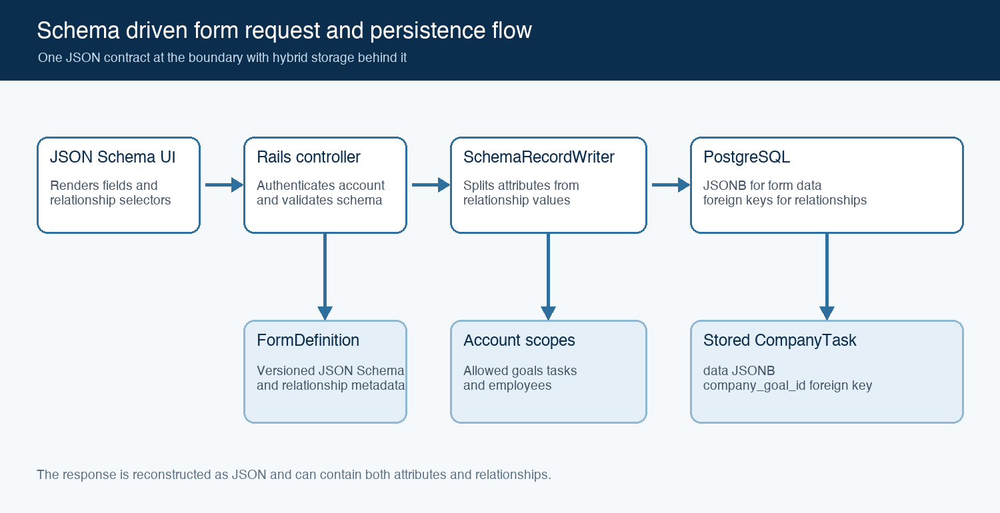 Schema driven form request and persistence flow
One JSON contract at the boundary with hybrid storage behind it
JSON Schema UI
Renders fields and
relationship selectors
Rails controller
Authenticates account
and validates schema
SchemaRecordWriter
Splits attributes from
relationship values
PostgreSQL
JSONB for form data
foreign keys for relationships
FormDefinition
Versioned JSON Schema
and relationship metadata
Account scopes
Allowed goals tasks
and employees
Stored CompanyTask
data JSONB
company_goal_id foreign key
The response is reconstructed as JSON and can contain both attributes and relationships.